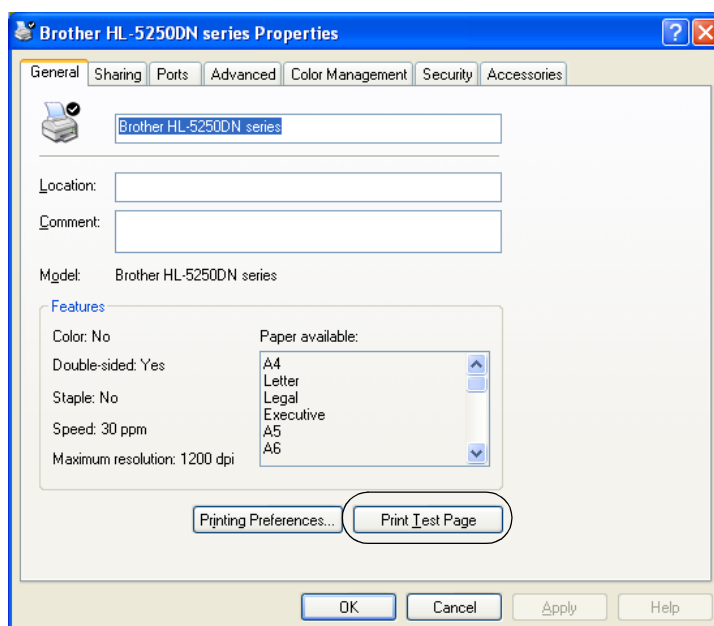 Brother HL-5250DN series Properties
General Sharing Ports Advanced Color Management Security Accessories
Brother HL-5250DN series
Location:
Comment:
Model: Brother HL-5250DN series
Features
Color: No
Paper available:
Double-sided: Yes
Staple: No
Speed: 30 ppm
Maximum resolution: 1200 dpi
A4
Letter
Legal
Executive
A5
A6
Printing Preferences... Print Test Page
OK Cancel Apply Help